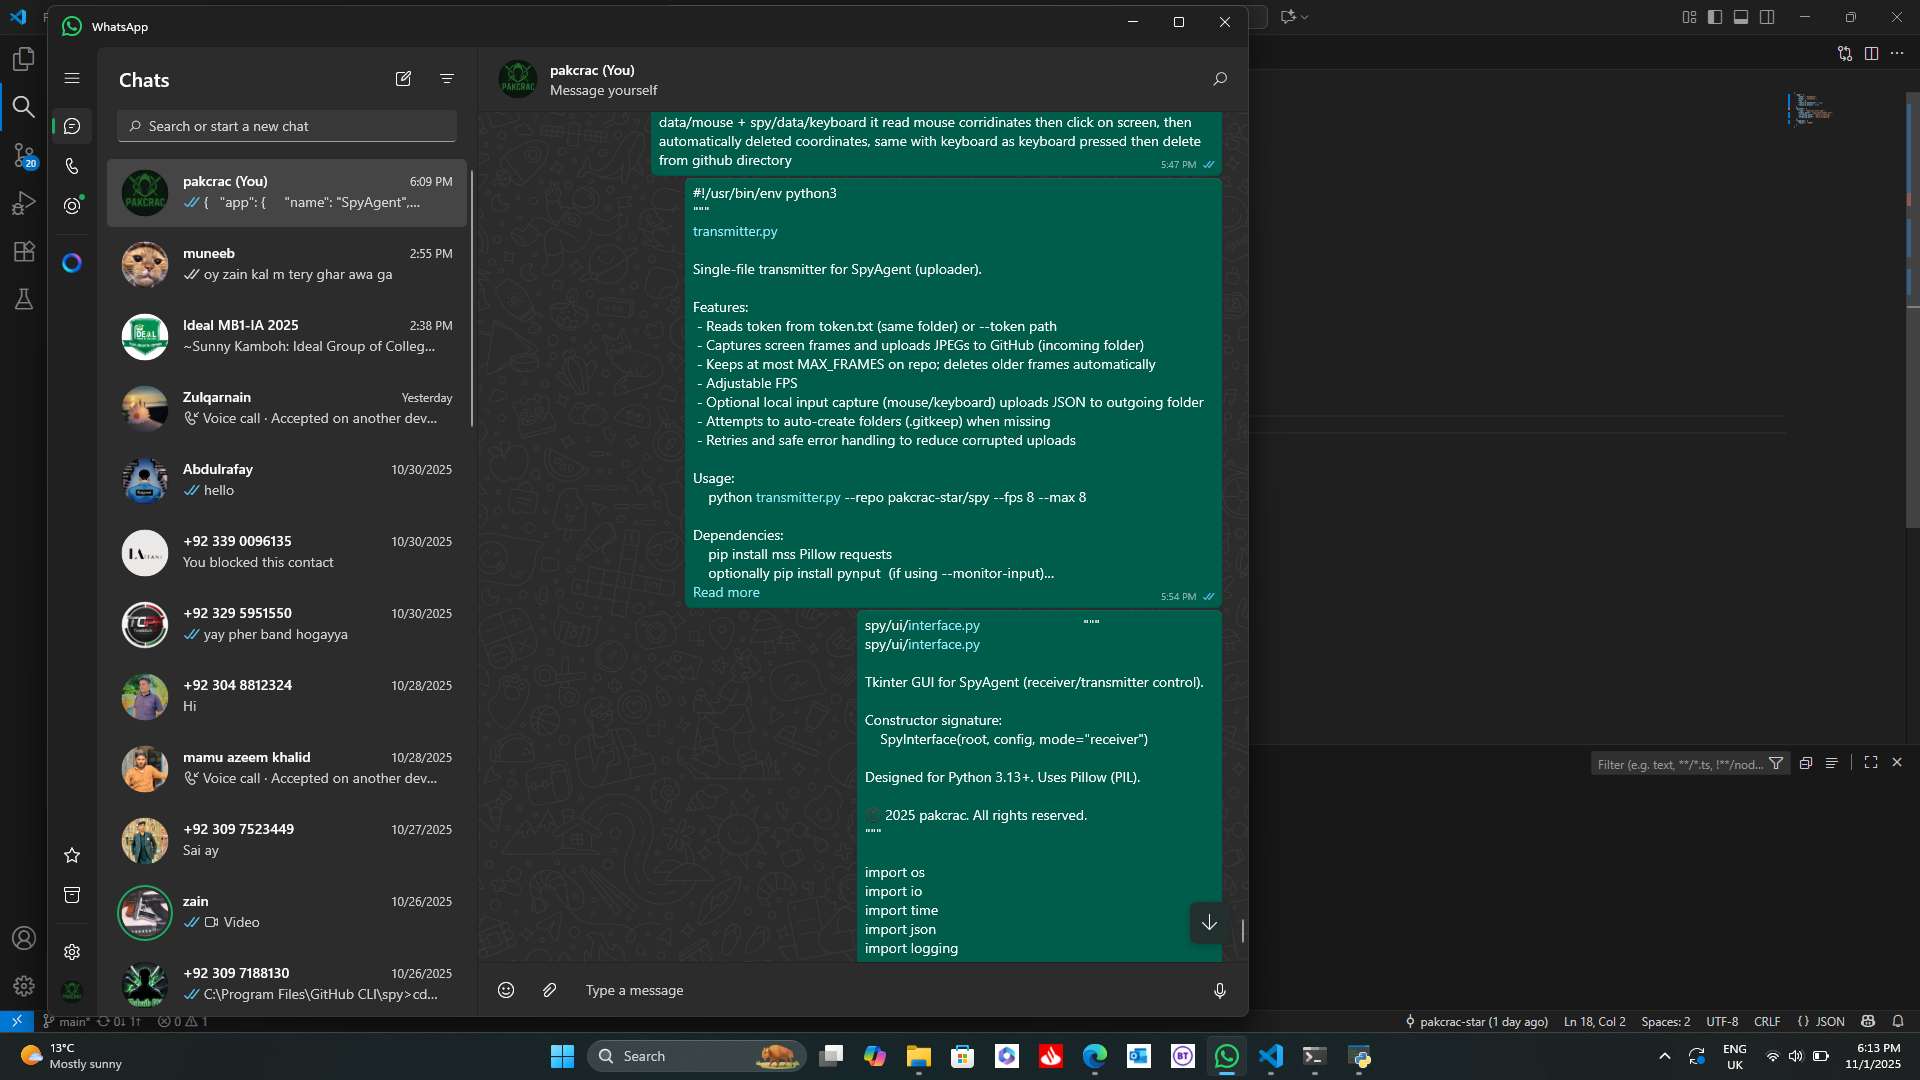 WhatsApp
Chats
Search or start a new chat
pakcrac (You)
6:09 PM
{ "app": { "name": "SpyAgent",...
muneeb
2:55 PM
oy zain kal m tery ghar awa ga
Ideal MB1-IA 2025
2:38 PM
~Sunny Kamboh: Ideal Group of Colleg...
Zulqarnain
Yesterday
Voice call · Accepted on another dev...
Abdulrafay
10/30/2025
hello
+92 339 0096135
10/30/2025
You blocked this contact
+92 329 5951550
10/30/2025
yay pher band hogayya
+92 304 8812324
10/28/2025
Hi
mamu azeem khalid
10/28/2025
Voice call · Accepted on another dev...
+92 309 7523449
10/27/2025
Sai ay
zain
10/26/2025
Video
+92 309 7188130
10/26/2025
C:\Program Files\GitHub CLI\spy>cd...
pakcrac (You)
Message yourself
data/mouse + spy/data/keyboard it read mouse corridinates then click on screen, then
automatically deleted coordinates, same with keyboard as keyboard pressed then delete
from github directory
5:47 PM
#!/usr/bin/env python3
"""
transmitter.py
Single-file transmitter for SpyAgent (uploader).
Features:
- Reads token from token.txt (same folder) or --token path
- Captures screen frames and uploads JPEGs to GitHub (incoming folder)
- Keeps at most MAX_FRAMES on repo; deletes older frames automatically
- Adjustable FPS
- Optional local input capture (mouse/keyboard) uploads JSON to outgoing folder
- Attempts to auto-create folders (.gitkeep) when missing
- Retries and safe error handling to reduce corrupted uploads
Usage:
python transmitter.py --repo pakcrac-star/spy --fps 8 --max 8
Dependencies:
pip install mss Pillow requests
optionally pip install pynput (if using --monitor-input)...
Read more
5:54 PM
spy/ui/interface.py """
spy/ui/interface.py
Tkinter GUI for SpyAgent (receiver/transmitter control).
Constructor signature:
SpyInterface(root, config, mode="receiver")
Designed for Python 3.13+. Uses Pillow (PIL).
© 2025 pakcrac. All rights reserved.
"""
import os
import io
import time
import json
import logging
Type a message
20
Filter (e.g. text, **/*.ts, !**/nod...
main* 0↓ 1↑ 0 1
pakcrac-star (1 day ago)
Ln 18, Col 2
Spaces: 2
UTF-8
CRLF
{} JSON
13°C
Mostly sunny
Search
ENG
UK
6:13 PM
11/1/2025